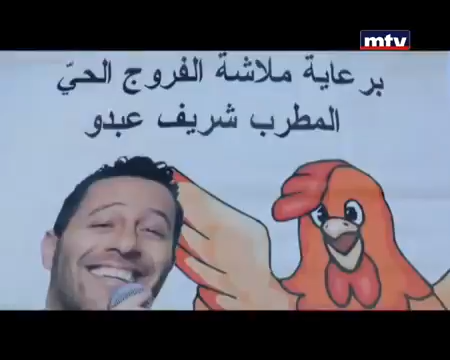 mtv
برعاية ملاشة الفروج الحيّ
المطرب شريف عبدو